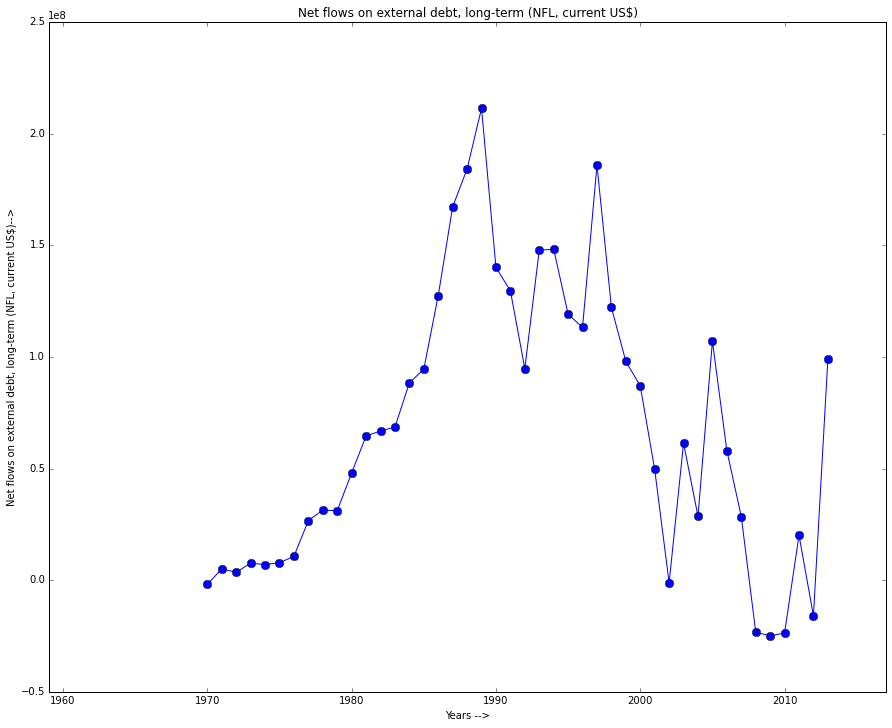 Net flows on external debt, long-term (NFL, current US$)
1e8
2.5
2.0
1.5
1.0
0.5
0.0
−0.5
Net flows on external debt, long-term (NFL, current US$)-->
1960 1970 1980 1990 2000 2010
Years -->